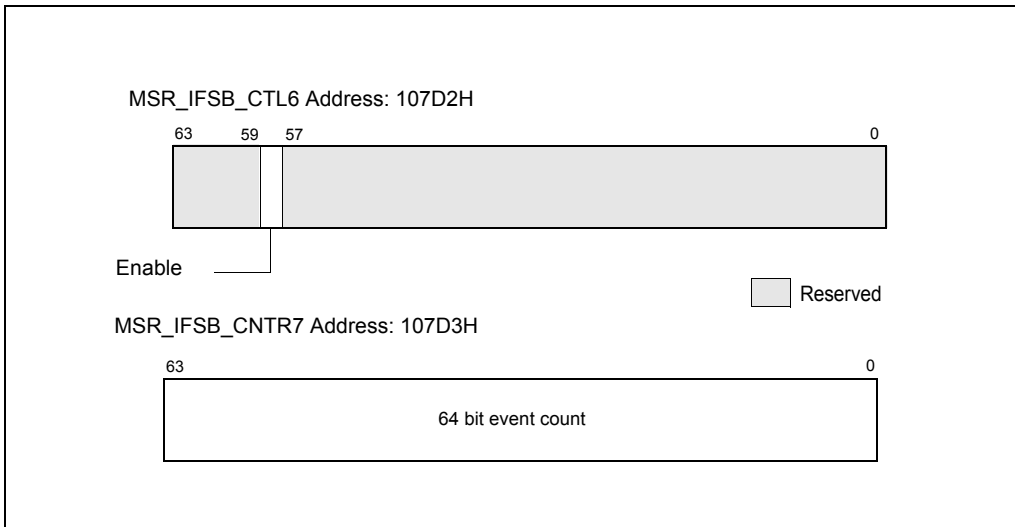 MSR_IFSB_CTL6 Address: 107D2H
63 59 57 0
Enable
Reserved
MSR_IFSB_CNTR7 Address: 107D3H
63 0
64 bit event count